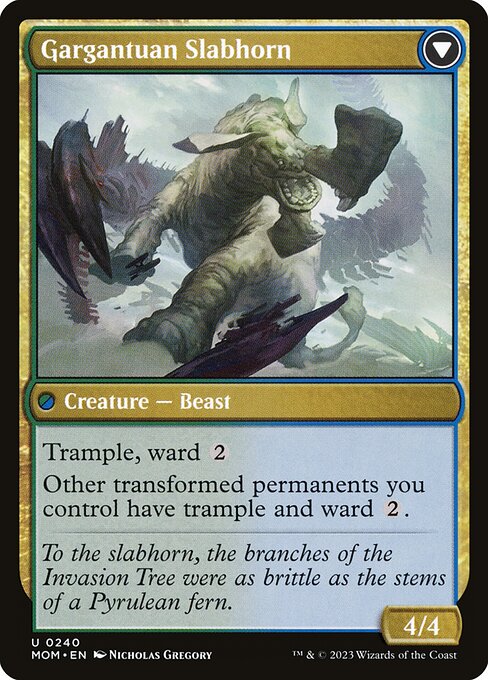 Gargantuan Slabhorn
Creature — Beast
Trample, ward 2
Other transformed permanents you
control have trample and ward 2.
To the slabhorn, the branches of the
Invasion Tree were as brittle as the stems
of a Pyrulean fern.
4/4
U 0240
MOM • EN Nicholas Gregory
™ & © 2023 Wizards of the Coast